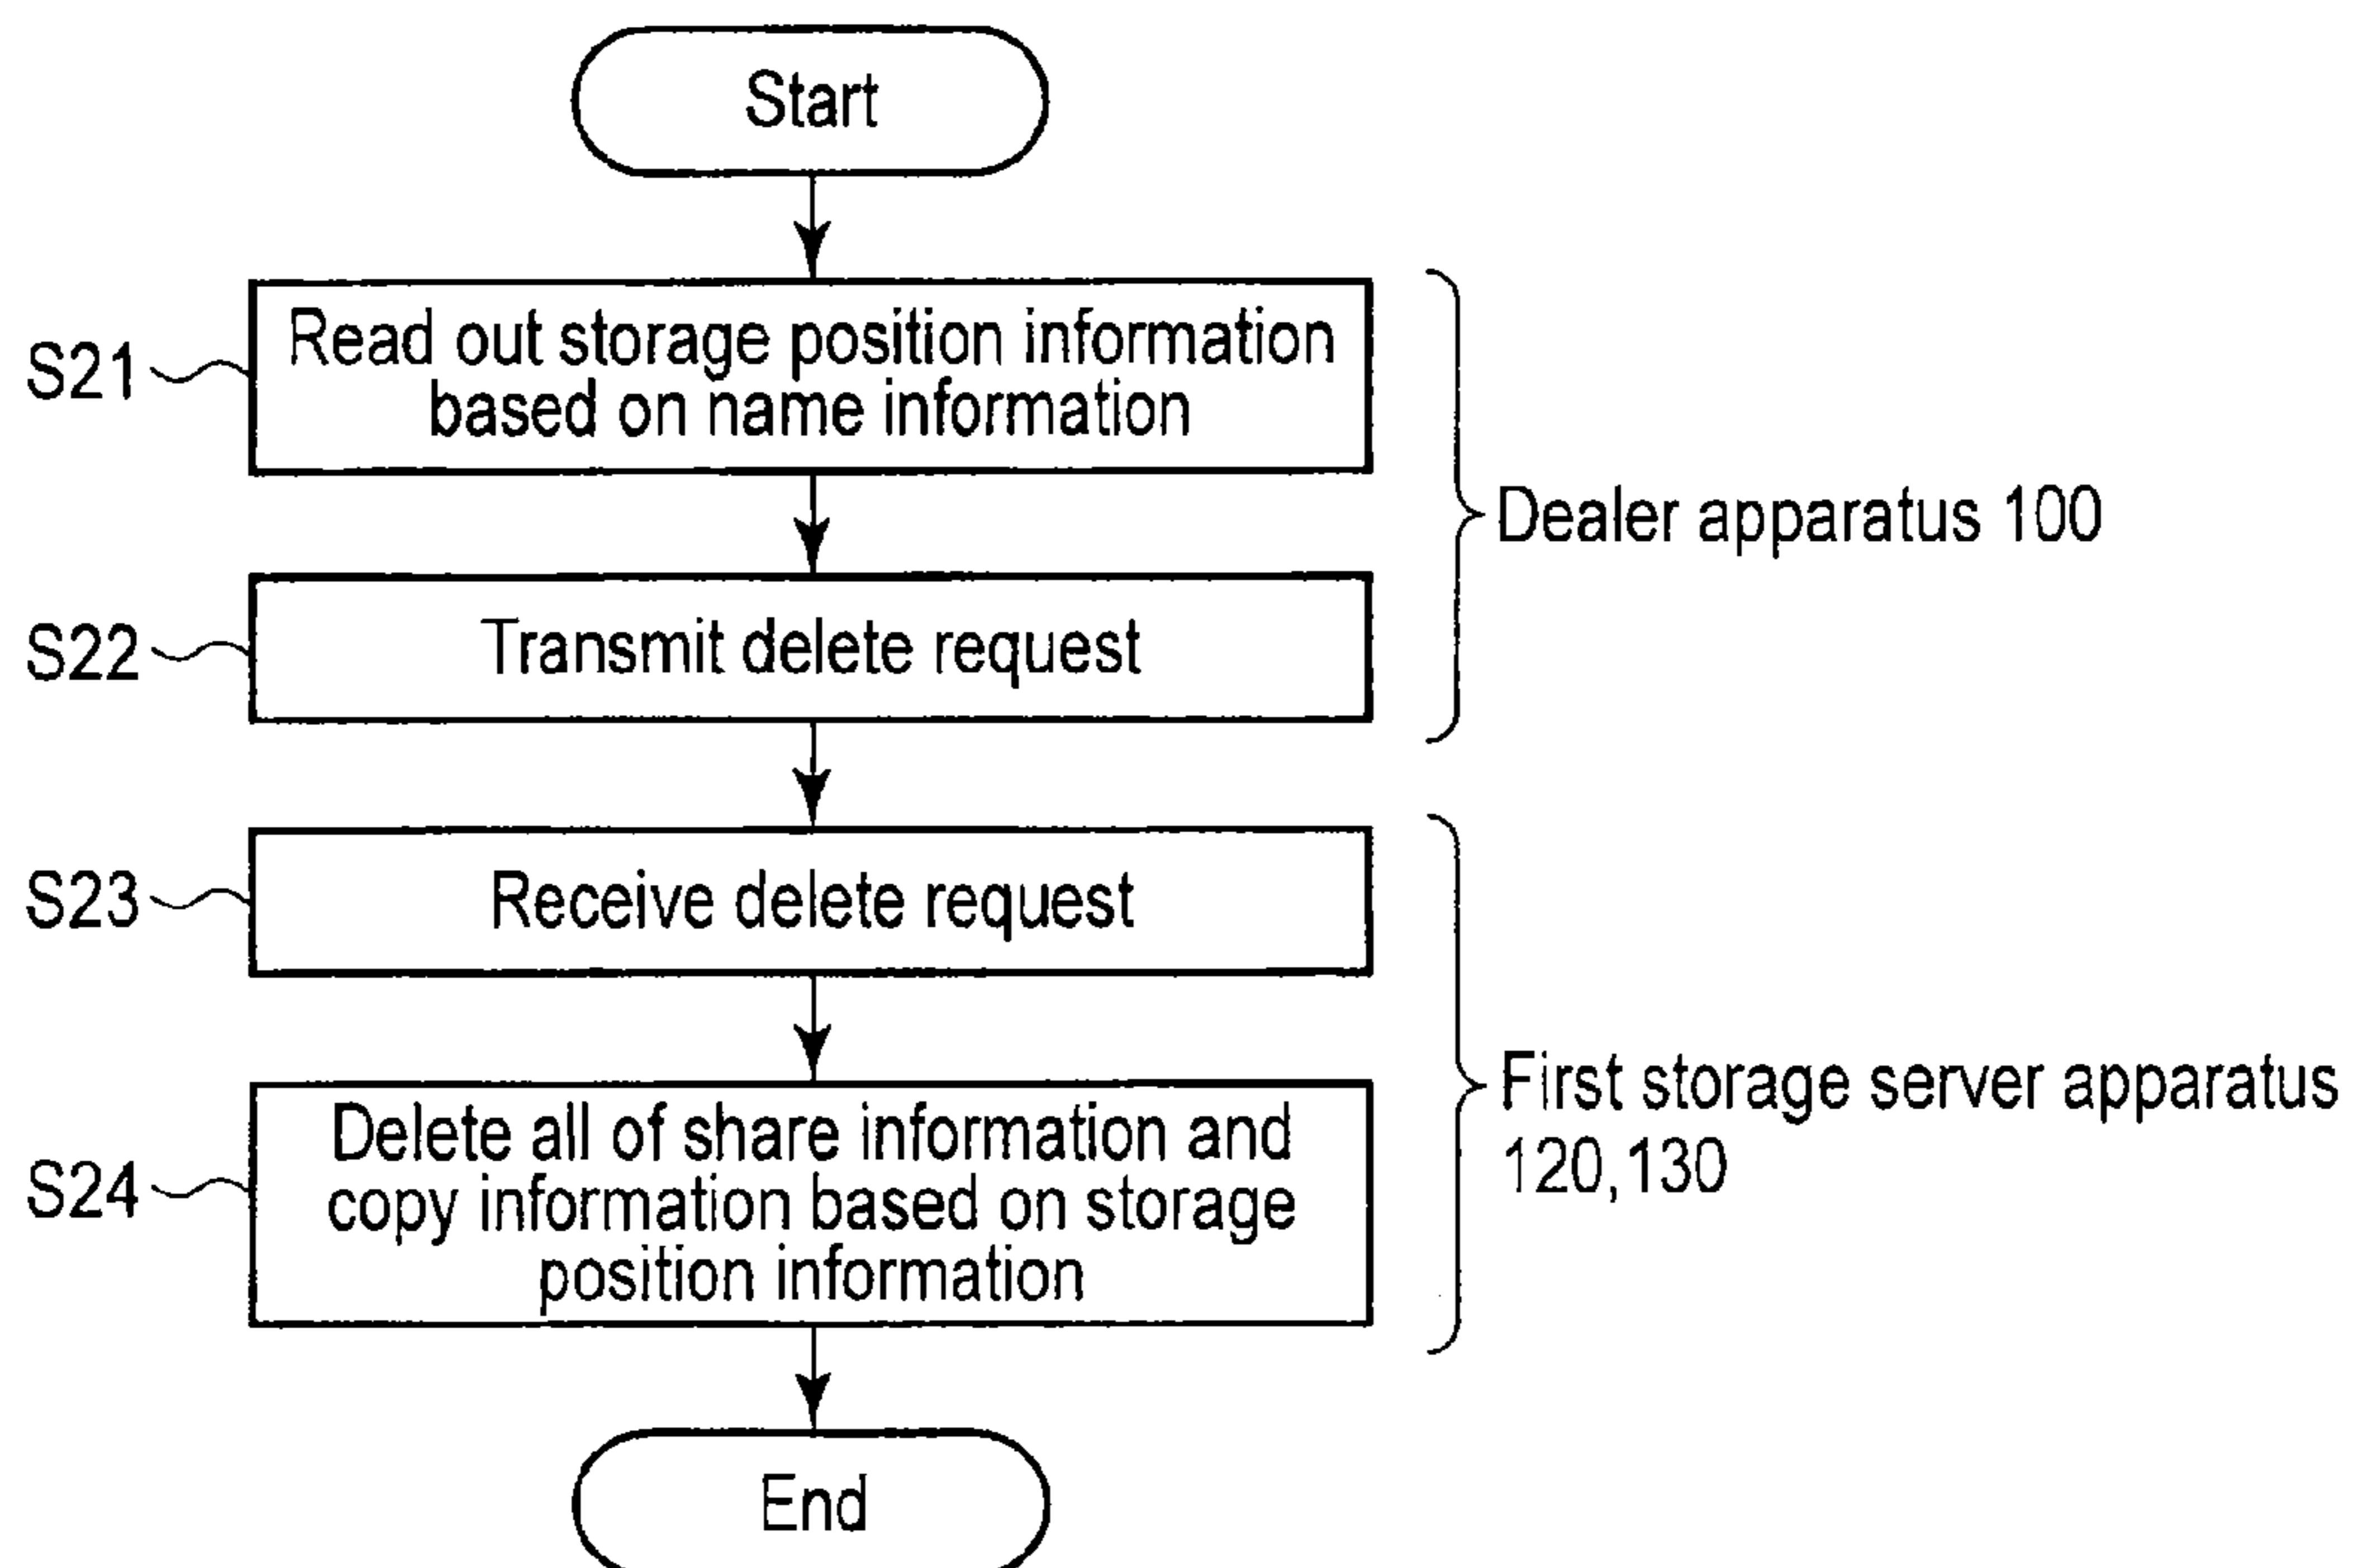 Start
S21
Read out storage position information
based on name information
Dealer apparatus 100
S22
Transmit delete request
S23
Receive delete request
First storage server apparatus
120,130
S24
Delete all of share information and
copy information based on storage
position information
End